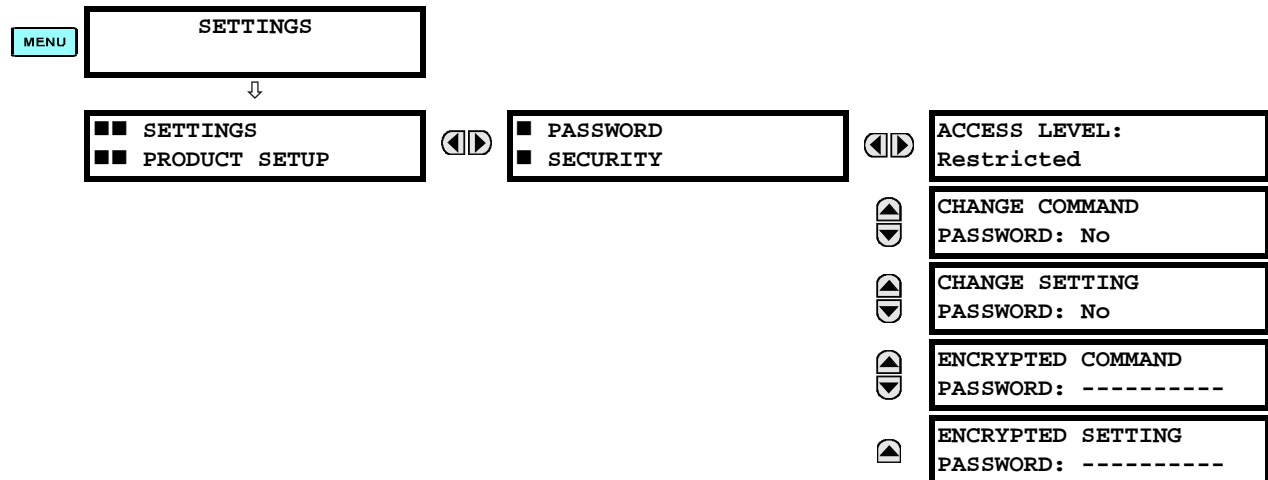 MENU
SETTINGS
■■ SETTINGS
■■ PRODUCT SETUP
■ PASSWORD
■ SECURITY
ACCESS LEVEL:
Restricted
CHANGE COMMAND
PASSWORD: No
CHANGE SETTING
PASSWORD: No
ENCRYPTED COMMAND
PASSWORD: ----------
ENCRYPTED SETTING
PASSWORD: ----------